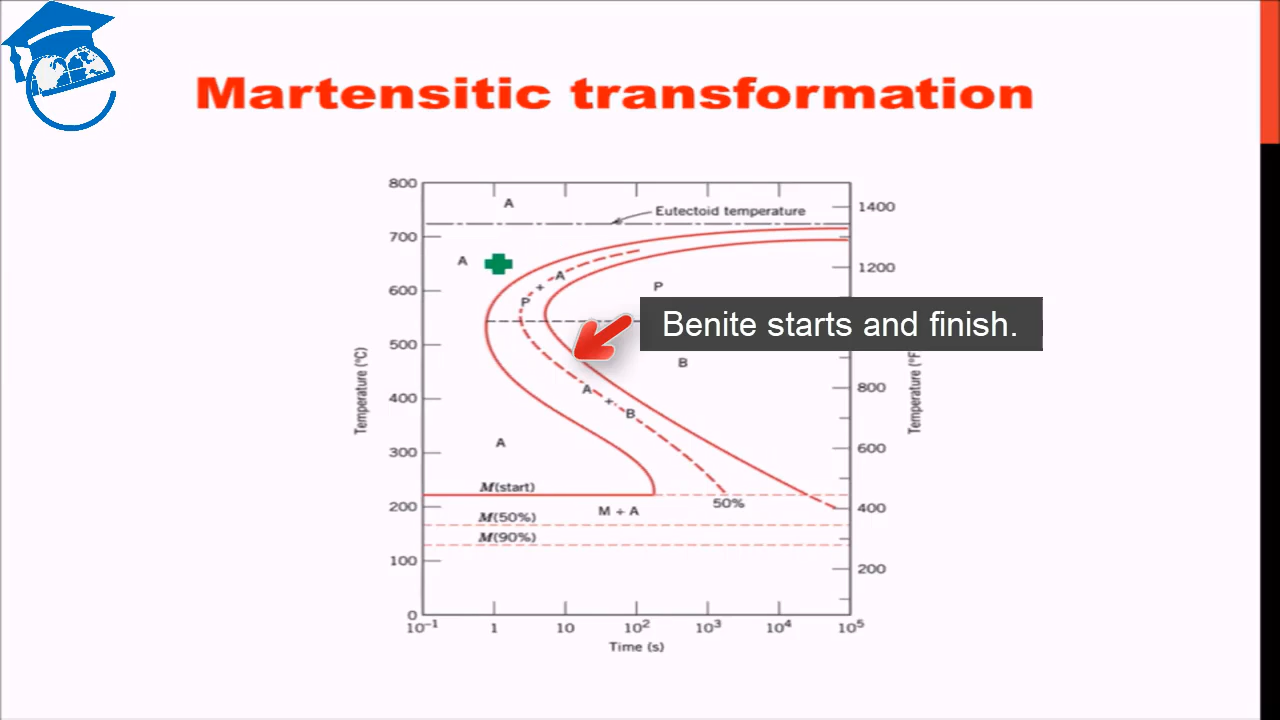 Martensitic transformation
800
A
Eutectoid temperature
1400
700
A
A
1200
+
P
600
P
Benite starts and finish.
500
B
Temperature (°C)
800
Temperature (°F
A
400
+
B
A
600
300
M(start)
200
50%
400
M + A
M(50%)
M(90%)
100
200
0
10⁻¹
1
10
10²
10³
10⁴
10⁵
Time (s)